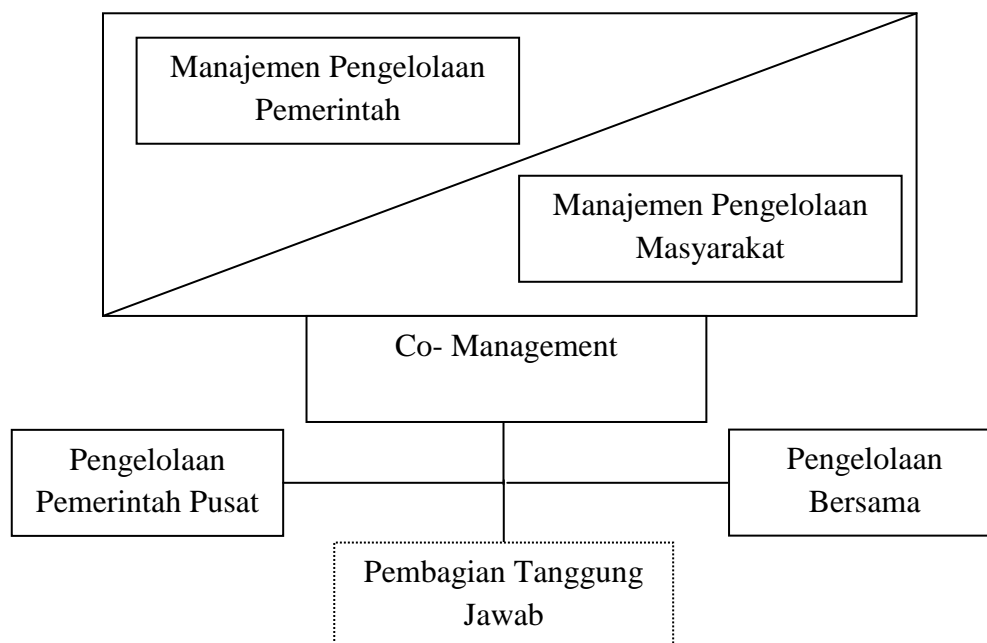 Manajemen Pengelolaan
Pemerintah
Manajemen Pengelolaan
Masyarakat
Co- Management
Pengelolaan
Pemerintah Pusat
Pengelolaan
Bersama
Pembagian Tanggung
Jawab